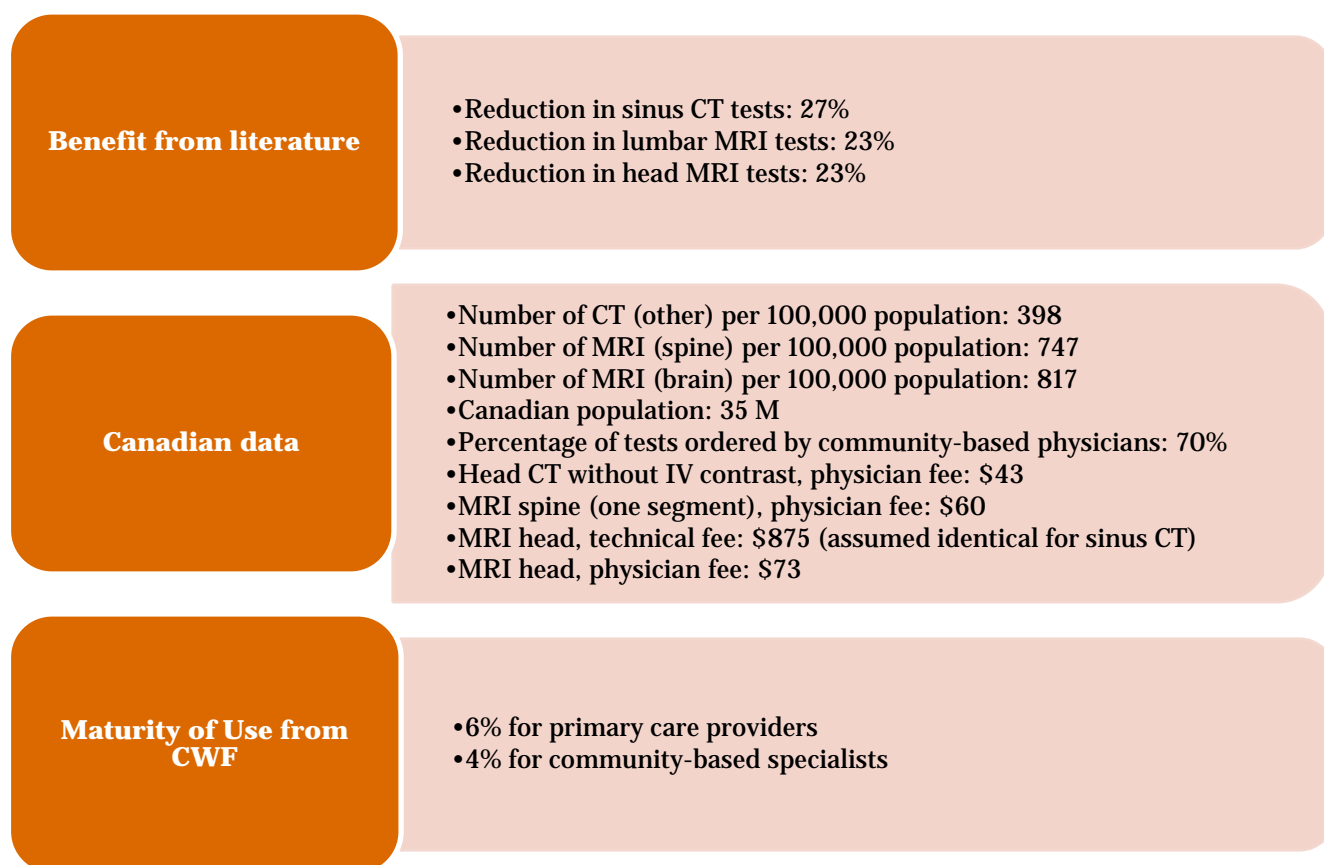 Benefit from literature
•Reduction in sinus CT tests: 27%
•Reduction in lumbar MRI tests: 23%
•Reduction in head MRI tests: 23%
Canadian data
•Number of CT (other) per 100,000 population: 398
•Number of MRI (spine) per 100,000 population: 747
•Number of MRI (brain) per 100,000 population: 817
•Canadian population: 35 M
•Percentage of tests ordered by community-based physicians: 70%
•Head CT without IV contrast, physician fee: $43
•MRI spine (one segment), physician fee: $60
•MRI head, technical fee: $875 (assumed identical for sinus CT)
•MRI head, physician fee: $73
Maturity of Use from
CWF
•6% for primary care providers
•4% for community-based specialists